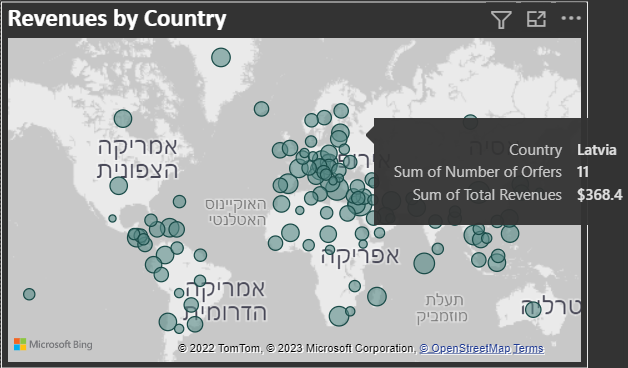 Revenues by Country
אמריקה
הצפונית
Country Latvia
Sum of Number of Orfers 11
Sum of Total Revenues $368.4
האוקיינוס
האטלנטי
אפריקה
אמריקה
הדרומית
תעלת
מוזמביק
Microsoft Bing
© 2022 TomTom, © 2023 Microsoft Corporation, © OpenStreetMap Terms